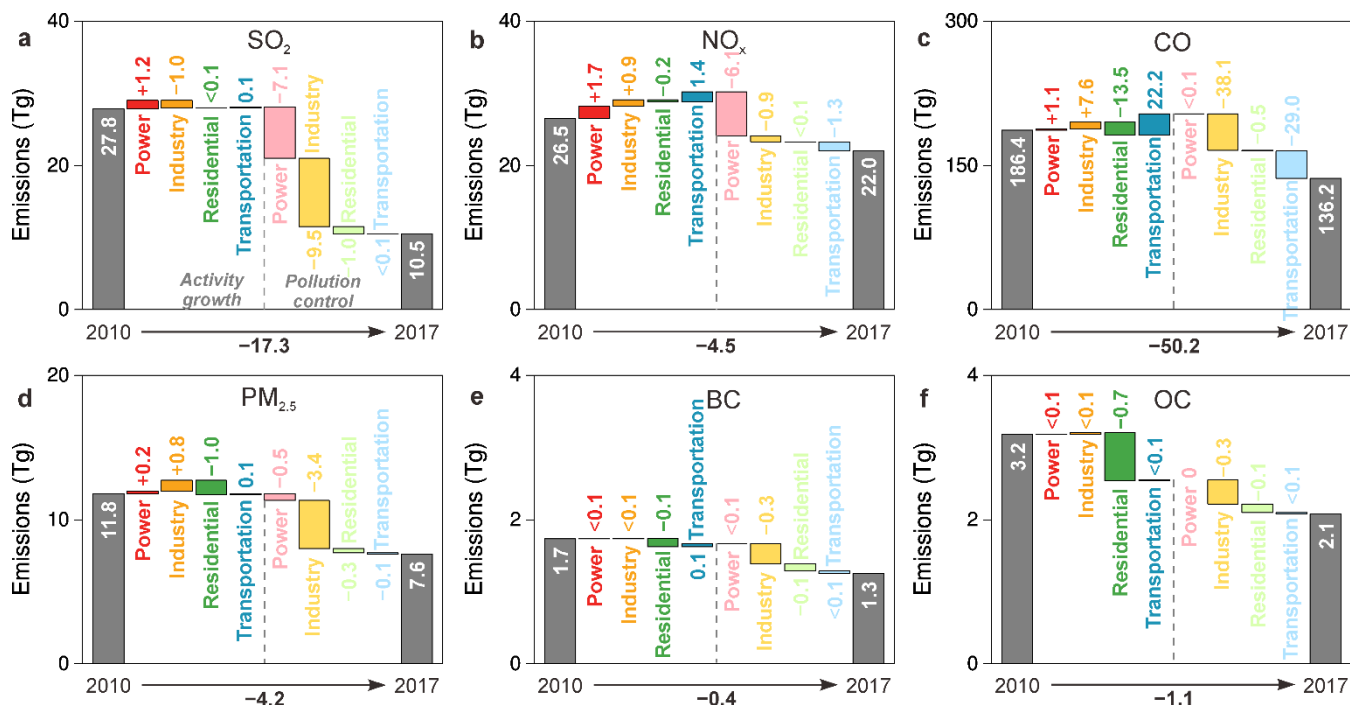 a
SO2
Emissions (Tg)
40
20
0
27.8
Power +1.2
Industry −1.0
Residential <0.1
Transportation 0.1
Power −7.1
−9.5 Industry
−1.0 Residential
<0.1 Transportation
10.5
Activity growth
Pollution control
2010
2017
−17.3
b
NOx
Emissions (Tg)
40
20
0
26.5
Power +1.7
Industry +0.9
Residential −0.2
Transportation 1.4
Power −6.1
Industry −0.9
Residential <0.1
Transportation −1.3
22.0
2010
2017
−4.5
c
CO
Emissions (Tg)
300
150
0
186.4
Power +1.1
Industry +7.6
Residential −13.5
Transportation 22.2
Power <0.1
Industry −38.1
Residential −0.5
Transportation −29.0
136.2
2010
2017
−50.2
d
PM2.5
Emissions (Tg)
20
10
0
11.8
Power +0.2
Industry +0.8
Residential −1.0
Transportation 0.1
Power −0.5
Industry −3.4
−0.3 Residential
−0.1 Transportation
7.6
2010
2017
−4.2
e
BC
Emissions (Tg)
4
2
0
1.7
Power <0.1
Industry <0.1
Residential −0.1
0.1 Transportation
Power <0.1
Industry −0.3
−0.1 Residential
<0.1 Transportation
1.3
2010
2017
−0.4
f
OC
Emissions (Tg)
4
2
0
3.2
Power <0.1
Industry <0.1
Residential −0.7
Transportation <0.1
Power 0
Industry −0.3
Residential −0.1
Transportation <0.1
2.1
2010
2017
−1.1